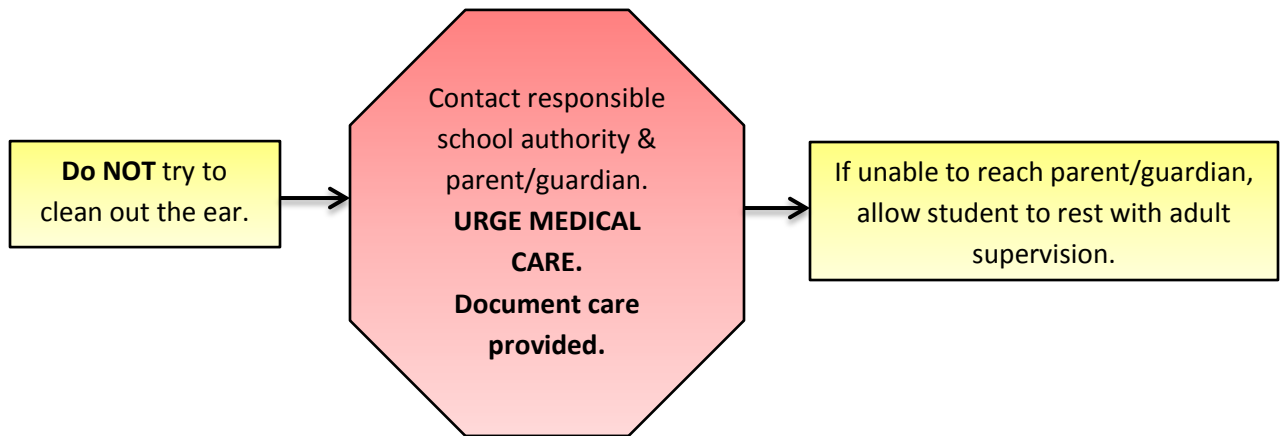 Do NOT try to
clean out the ear.
Contact responsible
school authority &
parent/guardian.
URGE MEDICAL
CARE.
Document care
provided.
If unable to reach parent/guardian,
allow student to rest with adult
supervision.